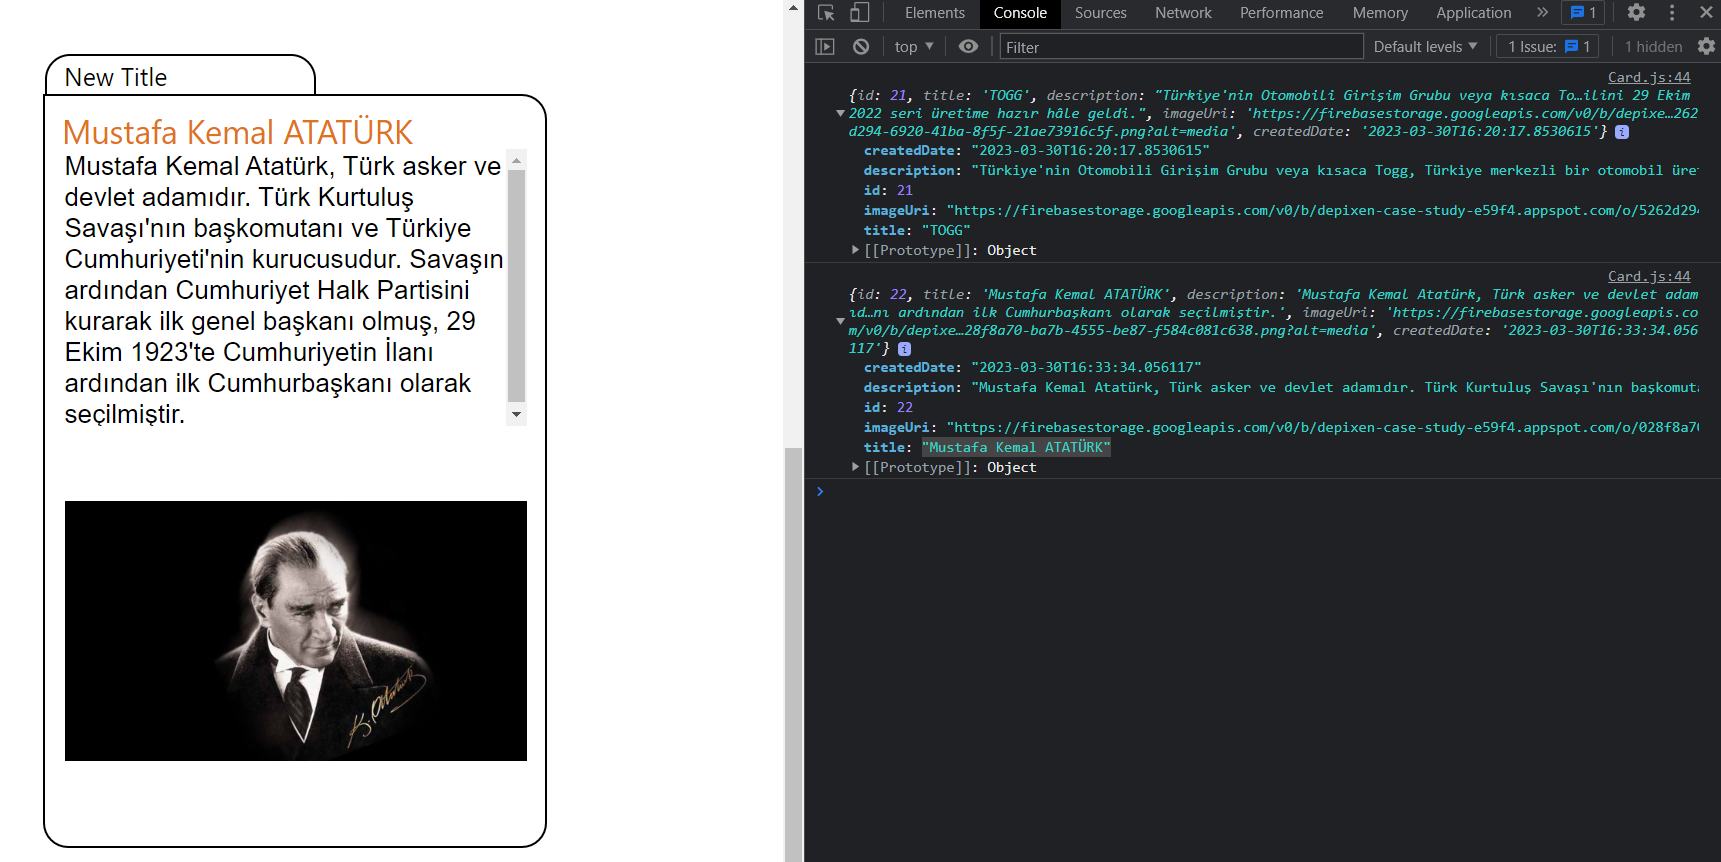 New Title
Mustafa Kemal ATATÜRK
Mustafa Kemal Atatürk, Türk asker ve
devlet adamıdır. Türk Kurtuluş
Savaşı'nın başkomutanı ve Türkiye
Cumhuriyeti'nin kurucusudur. Savaşın
ardından Cumhuriyet Halk Partisini
kurarak ilk genel başkanı olmuş, 29
Ekim 1923'te Cumhuriyetin İlanı
ardından ilk Cumhurbaşkanı olarak
seçilmiştir.
K. Atatürk
Elements Console Sources Network Performance Memory Application 1
top Filter Default levels 1 Issue: 1 1 hidden
Card.js:44
{id: 21, title: 'TOGG', description: "Türkiye'nin Otomobili Girişim Grubu veya kısaca To…ilini 29 Ekim
2022 seri üretime hazır hâle geldi.", imageUri: 'https://firebasestorage.googleapis.com/v0/b/depixe…262
d294-6920-41ba-8f5f-21ae73916c5f.png?alt=media', createdDate: '2023-03-30T16:20:17.8530615'} i
createdDate: "2023-03-30T16:20:17.8530615"
description: "Türkiye'nin Otomobili Girişim Grubu veya kısaca Togg, Türkiye merkezli bir otomobil üret
id: 21
imageUri: "https://firebasestorage.googleapis.com/v0/b/depixen-case-study-e59f4.appspot.com/o/5262d294
title: "TOGG"
[[Prototype]]: Object
Card.js:44
{id: 22, title: 'Mustafa Kemal ATATÜRK', description: 'Mustafa Kemal Atatürk, Türk asker ve devlet adam
ıd…nı ardından ilk Cumhurbaşkanı olarak seçilmiştir.', imageUri: 'https://firebasestorage.googleapis.co
m/v0/b/depixe…28f8a70-ba7b-4555-be87-f584c081c638.png?alt=media', createdDate: '2023-03-30T16:33:34.056
117'} i
createdDate: "2023-03-30T16:33:34.056117"
description: "Mustafa Kemal Atatürk, Türk asker ve devlet adamıdır. Türk Kurtuluş Savaşı'nın başkomuta
id: 22
imageUri: "https://firebasestorage.googleapis.com/v0/b/depixen-case-study-e59f4.appspot.com/o/028f8a70
title: "Mustafa Kemal ATATÜRK"
[[Prototype]]: Object